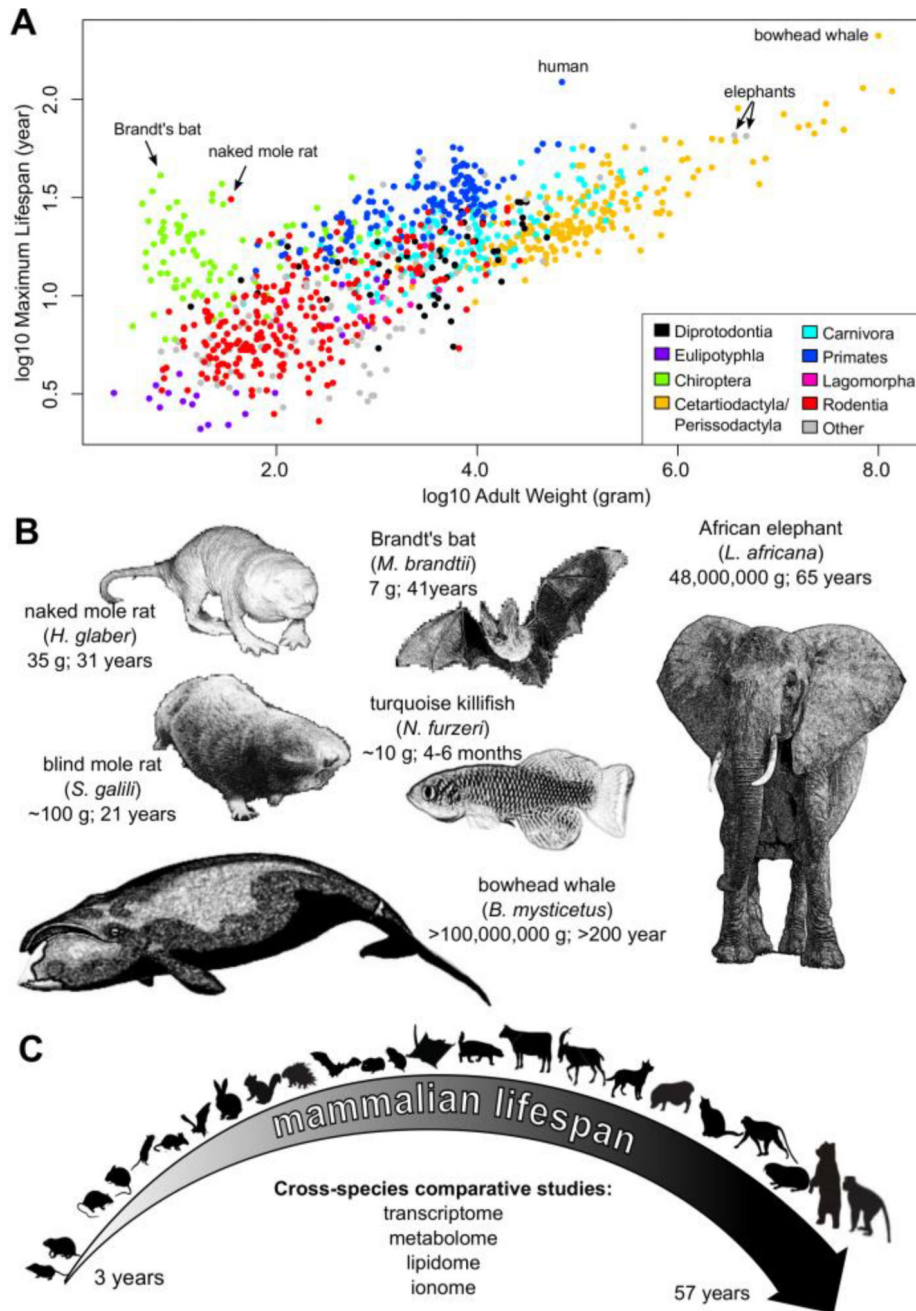 A
log10 Maximum Lifespan (year)
2.0
1.5
1.0
0.5
bowhead whale
human
elephants
Brandt's bat
naked mole rat
Diprotodontia
Eulipotyphla
Chiroptera
Cetartiodactyla/
Perissodactyla
Carnivora
Primates
Lagomorpha
Rodentia
Other
2.0 4.0 6.0 8.0
log10 Adult Weight (gram)
B
naked mole rat
(H. glaber)
35 g; 31 years
Brandt's bat
(M. brandtii)
7 g; 41years
African elephant
(L. africana)
48,000,000 g; 65 years
blind mole rat
(S. galili)
~100 g; 21 years
turquoise killifish
(N. furzeri)
~10 g; 4-6 months
bowhead whale
(B. mysticetus)
>100,000,000 g; >200 year
C
mammalian lifespan
Cross-species comparative studies:
transcriptome
metabolome
lipidome
ionome
3 years
57 years